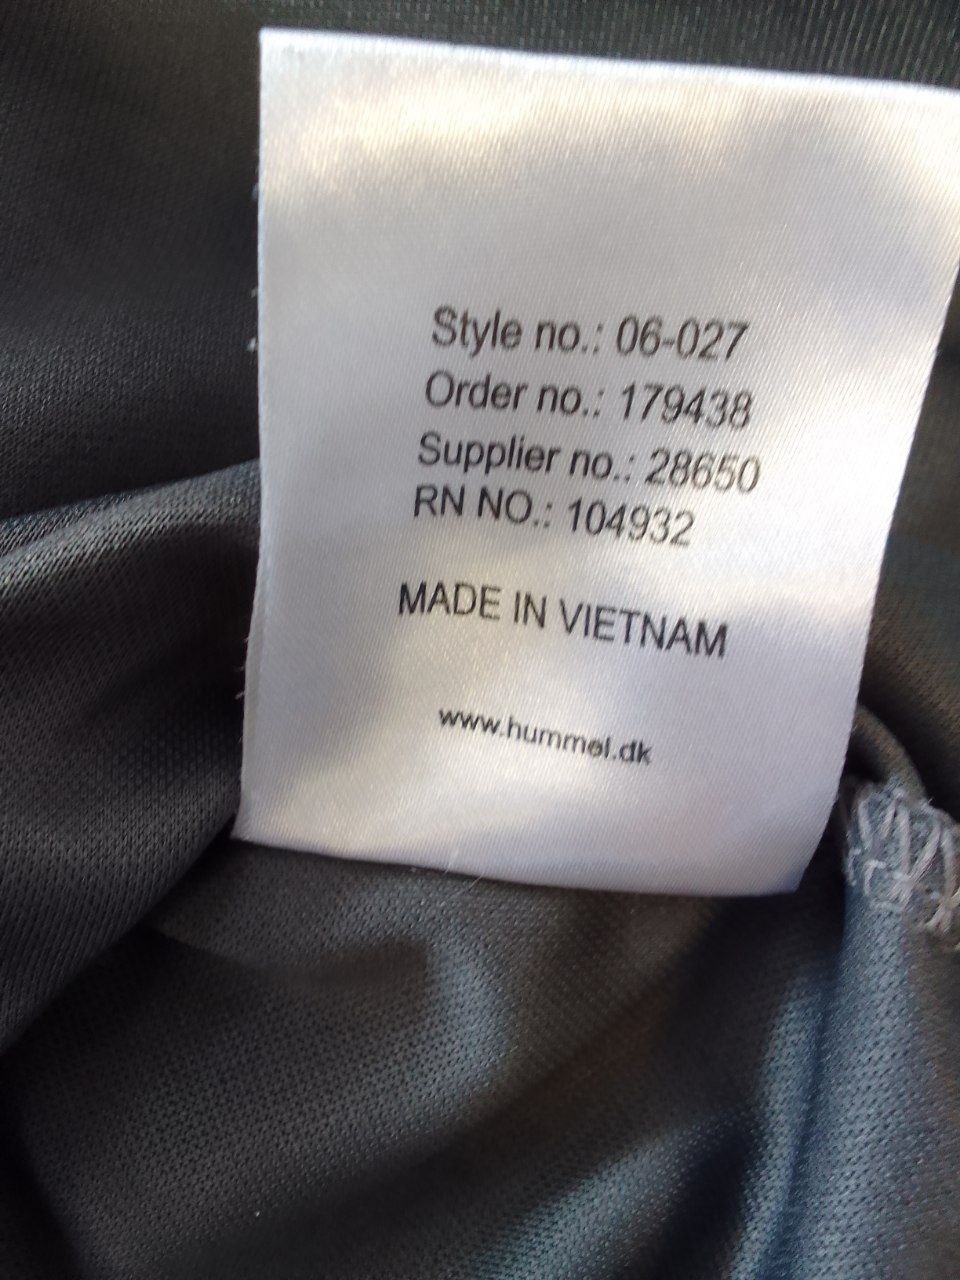 Style no.: 06-027
Order no.: 179438
Supplier no.: 28650
RN NO.: 104932
MADE IN VIETNAM
www.hummel.dk